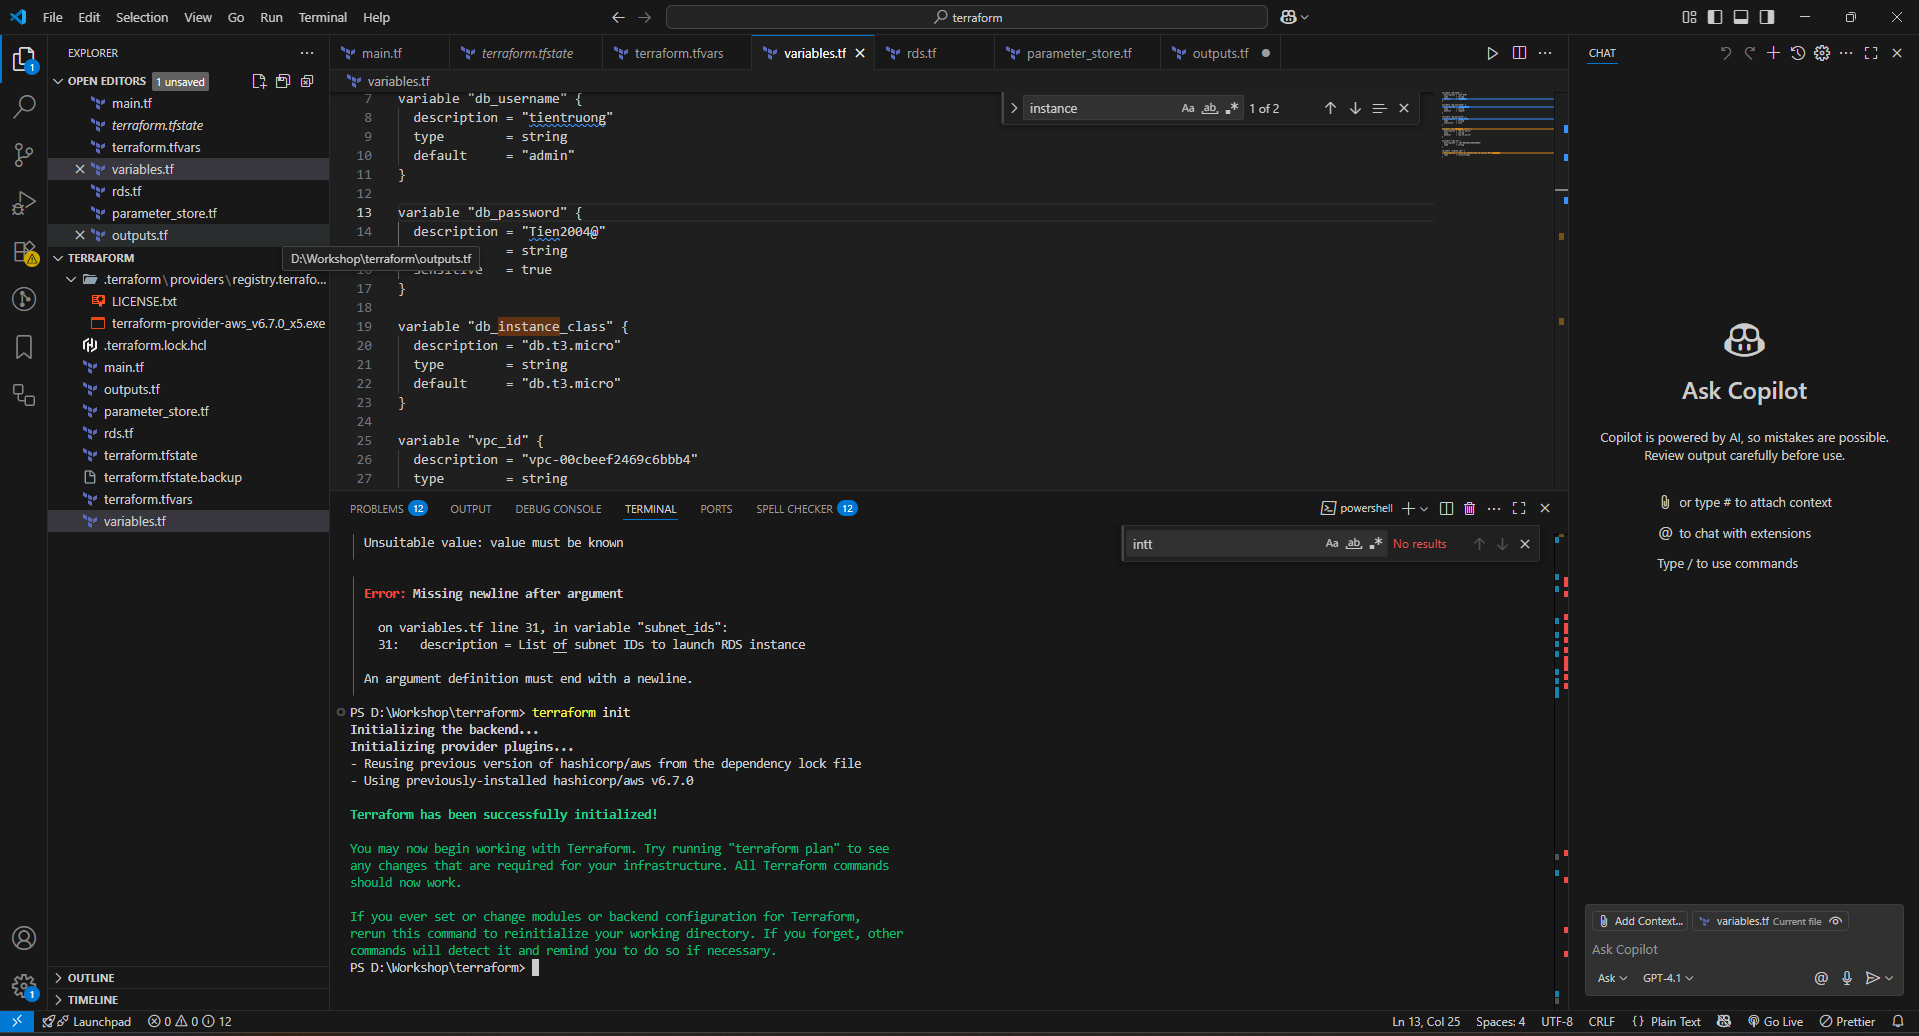 File Edit Selection View Go Run Terminal Help
terraform
EXPLORER
OPEN EDITORS 1 unsaved
main.tf
terraform.tfstate
terraform.tfvars
variables.tf
rds.tf
parameter_store.tf
outputs.tf
TERRAFORM
.terraform\providers\registry.terrafo...
LICENSE.txt
terraform-provider-aws_v6.7.0_x5.exe
.terraform.lock.hcl
main.tf
outputs.tf
parameter_store.tf
rds.tf
terraform.tfstate
terraform.tfstate.backup
terraform.tfvars
variables.tf
OUTLINE
TIMELINE
main.tf terraform.tfstate terraform.tfvars variables.tf rds.tf parameter_store.tf outputs.tf
variables.tf
instance Aa ab 1 of 2
7 variable "db_username" {
8 description = "tientruong"
9 type = string
10 default = "admin"
11 }
12
13 variable "db_password" {
14 description = "Tien2004@"
= string
D:\Workshop\terraform\outputs.tf
sensitive = true
17 }
18
19 variable "db_instance_class" {
20 description = "db.t3.micro"
21 type = string
22 default = "db.t3.micro"
23 }
24
25 variable "vpc_id" {
26 description = "vpc-00cbeef2469c6bbb4"
27 type = string
PROBLEMS 12 OUTPUT DEBUG CONSOLE TERMINAL PORTS SPELL CHECKER 12 powershell
intt Aa ab No results
Unsuitable value: value must be known
Error: Missing newline after argument
on variables.tf line 31, in variable "subnet_ids":
31: description = List of subnet IDs to launch RDS instance
An argument definition must end with a newline.
PS D:\Workshop\terraform> terraform init
Initializing the backend...
Initializing provider plugins...
- Reusing previous version of hashicorp/aws from the dependency lock file
- Using previously-installed hashicorp/aws v6.7.0
Terraform has been successfully initialized!
You may now begin working with Terraform. Try running "terraform plan" to see
any changes that are required for your infrastructure. All Terraform commands
should now work.
If you ever set or change modules or backend configuration for Terraform,
rerun this command to reinitialize your working directory. If you forget, other
commands will detect it and remind you to do so if necessary.
PS D:\Workshop\terraform>
CHAT
Ask Copilot
Copilot is powered by AI, so mistakes are possible.
Review output carefully before use.
or type # to attach context
@ to chat with extensions
Type / to use commands
Add Context... variables.tf Current file
Ask Copilot
Ask GPT-4.1 @
1
1
Launchpad 0 0 12 Ln 13, Col 25 Spaces: 4 UTF-8 CRLF {} Plain Text Go Live Prettier